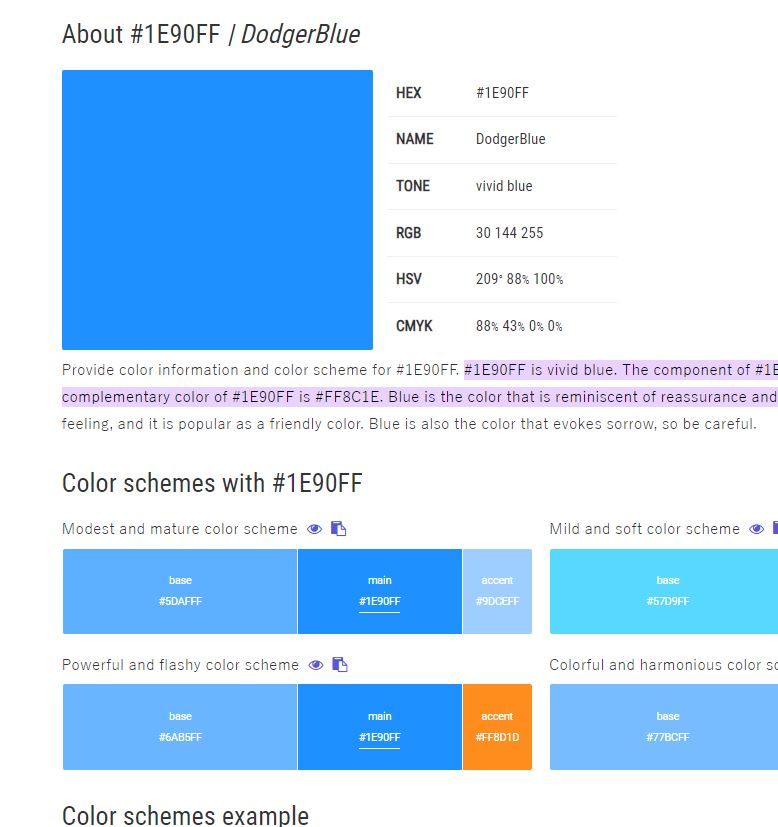 About #1E90FF / DodgerBlue
HEX #1E90FF
NAME DodgerBlue
TONE vivid blue
RGB 30 144 255
HSV 209° 88% 100%
CMYK 88% 43% 0% 0%
Provide color information and color scheme for #1E90FF. #1E90FF is vivid blue. The component of #1E
complementary color of #1E90FF is #FF8C1E. Blue is the color that is reminiscent of reassurance and
feeling, and it is popular as a friendly color. Blue is also the color that evokes sorrow, so be careful.
Color schemes with #1E90FF
Modest and mature color scheme
Mild and soft color scheme
base main accent base
#5DAFFF #1E90FF #9DCEFF #57D9FF
Powerful and flashy color scheme
Colorful and harmonious color sc
base main accent base
#6AB5FF #1E90FF #FF8D1D #77BCFF
Color schemes example